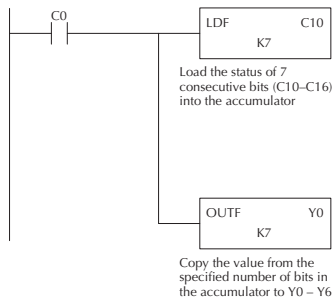 C0
LDF C10
K7
Load the status of 7
consecutive bits (C10–C16)
into the accumulator
OUTF Y0
K7
Copy the value from the
specified number of bits in
the accumulator to Y0 – Y6